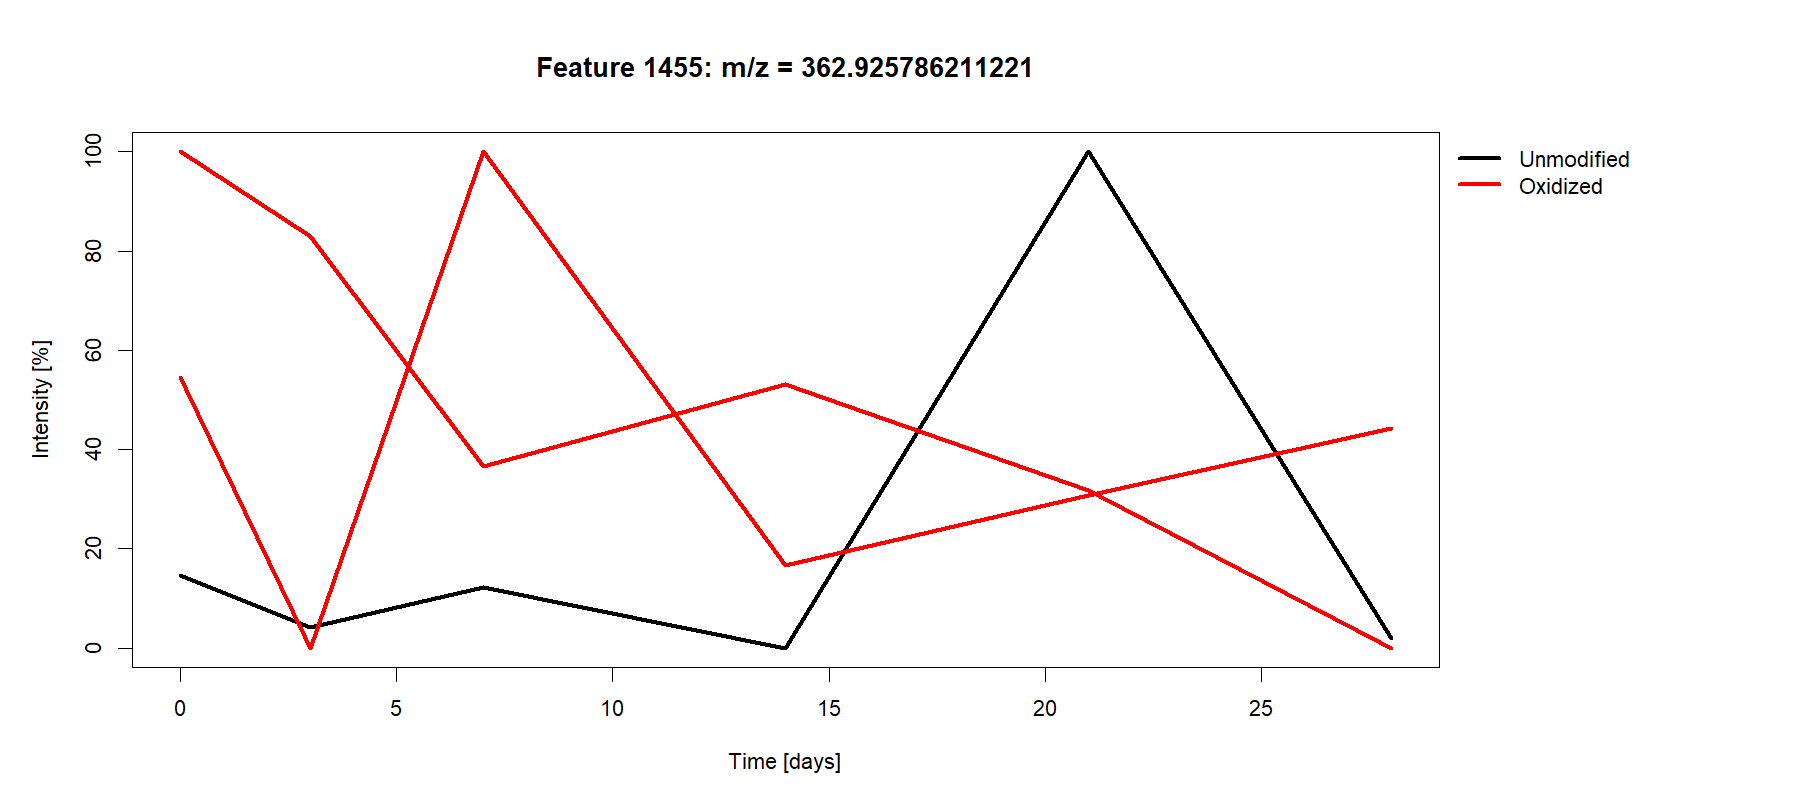 Feature 1455: m/z = 362.925786211221
Unmodified
Oxidized
Intensity [%]
100
80
60
40
20
0
0 5 10 15 20 25
Time [days]